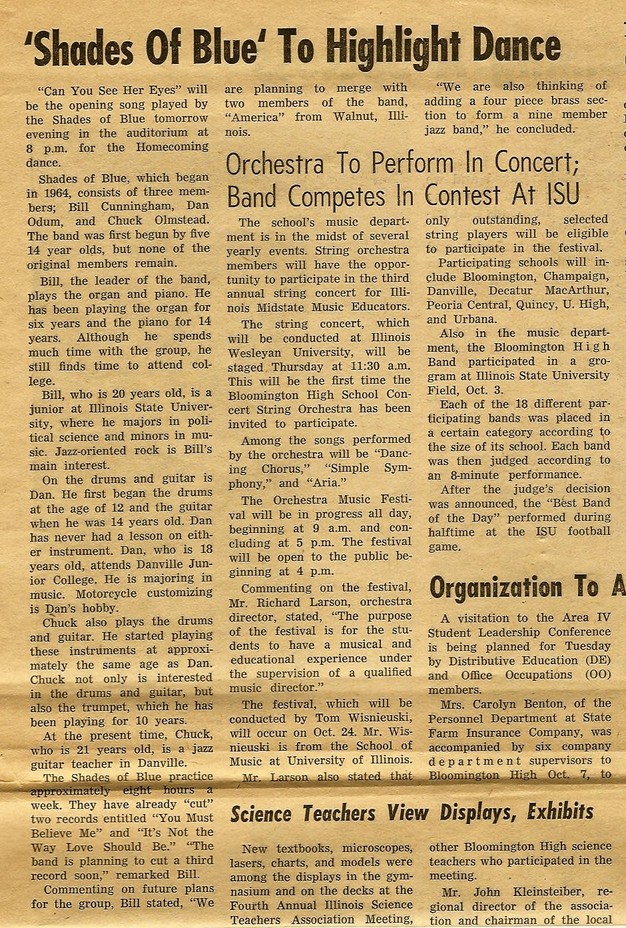 'Shades Of Blue' To Highlight Dance
"Can You See Her Eyes" will
be the opening song played by
the Shades of Blue tomorrow
evening in the auditorium at
8 p.m. for the Homecoming
dance.
Shades of Blue, which began
in 1964, consists of three mem-
bers; Bill Cunningham, Dan
Odum, and Chuck Olmstead.
The band was first begun by five
14 year olds, but none of the
original members remain.
Bill, the leader of the band,
plays the organ and piano. He
has been playing the organ for
six years and the piano for 14
years. Although he spends
much time with the group, he
still finds time to attend col-
lege.
Bill, who is 20 years old, is a
junior at Illinois State Univer-
sity, where he majors in poli-
tical science and minors in mu-
sic. Jazz-oriented rock is Bill's
main interest.
On the drums and guitar is
Dan. He first began the drums
at the age of 12 and the guitar
when he was 14 years old. Dan
has never had a lesson on eith-
er instrument. Dan, who is 18
years old, attends Danville Jun-
ior College. He is majoring in
music. Motorcycle customizing
is Dan's hobby.
Chuck also plays the drums
and guitar. He started playing
these instruments at approxi-
mately the same age as Dan.
Chuck not only is interested
in the drums and guitar, but
also the trumpet, which he has
been playing for 10 years.
At the present time, Chuck,
who is 21 years old, is a jazz
guitar teacher in Danville.
The Shades of Blue practice
approximately eight hours a
week. They have already "cut"
two records entitled "You Must
Believe Me" and "It's Not the
Way Love Should Be." "The
band is planning to cut a third
record soon," remarked Bill.
Commenting on future plans
for the group, Bill stated, "We
are planning to merge with
two members of the band,
"America" from Walnut, Illi-
nois.
"We are also thinking of
adding a four piece brass sec-
tion to form a nine member
jazz band," he concluded.
Orchestra To Perform In Concert;
Band Competes In Contest At ISU
The school's music depart-
ment is in the midst of several
yearly events. String orchestra
members will have the oppor-
tunity to participate in the third
annual string concert for Illi-
nois Midstate Music Educators.
The string concert, which
will be conducted at Illinois
Wesleyan University, will be
staged Thursday at 11:30 a.m.
This will be the first time the
Bloomington High School Con-
cert String Orchestra has been
invited to participate.
Among the songs performed
by the orchestra will be "Danc-
ing Chorus," "Simple Sym-
phony," and "Aria."
The Orchestra Music Festi-
val will be in progress all day,
beginning at 9 a.m. and con-
cluding at 5 p.m. The festival
will be open to the public be-
ginning at 4 p.m.
Commenting on the festival,
Mr. Richard Larson, orchestra
director, stated, "The purpose
of the festival is for the stu-
dents to have a musical and
educational experience under
the supervision of a qualified
music director."
The festival, which will be
conducted by Tom Wisnieuski,
will occur on Oct. 24. Mr. Wis-
nieuski is from the School of
Music at University of Illinois.
Mr. Larson also stated that
only outstanding, selected
string players will be eligible
to participate in the festival.
Participating schools will in-
clude Bloomington, Champaign,
Danville, Decatur MacArthur,
Peoria Central, Quincy, U. High,
and Urbana.
Also in the music depart-
ment, the Bloomington High
Band participated in a gro-
gram at Illinois State University
Field, Oct. 3.
Each of the 18 different par-
ticipating bands was placed in
a certain category according to
the size of its school. Each band
was then judged according to
an 8-minute performance.
After the judge's decision
was announced, the "Best Band
of the Day" performed during
halftime at the ISU football
game.
Organization To A
A visitation to the Area IV
Student Leadership Conference
is being planned for Tuesday
by Distributive Education (DE)
and Office Occupations (OO)
members.
Mrs. Carolyn Benton, of the
Personnel Department at State
Farm Insurance Company, was
accompanied by six company
department supervisors to
Bloomington High Oct. 7, to
Science Teachers View Displays, Exhibits
New textbooks, microscopes,
lasers, charts, and models were
among the displays in the gym-
nasium and on the decks at the
Fourth Annual Illinois Science
Teachers Association Meeting,
other Bloomington High science
teachers who participated in the
meeting.
Mr. John Kleinsteiber, re-
gional director of the associa-
tion and chairman of the local